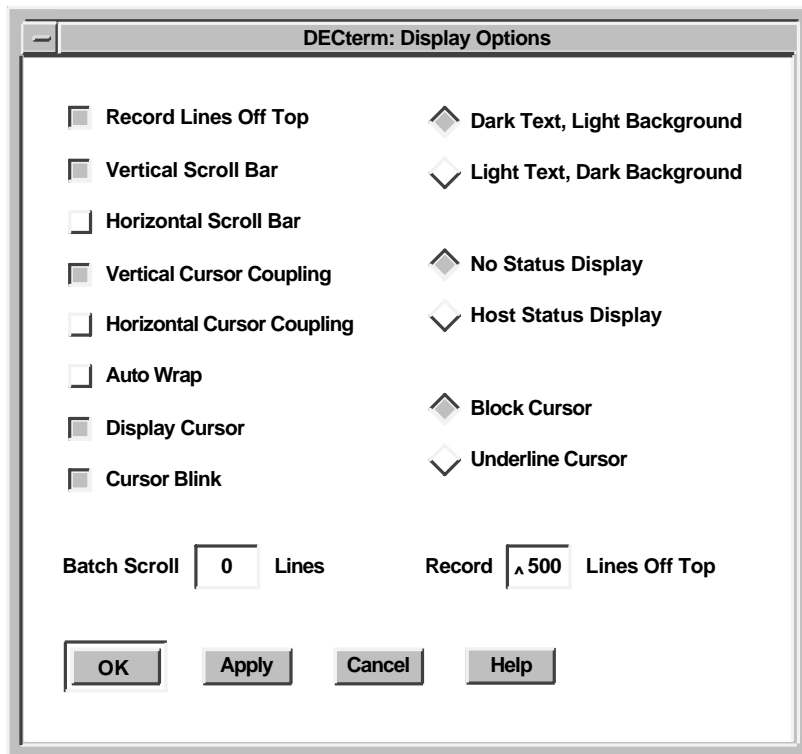 DECterm: Display Options
Record Lines Off Top
Vertical Scroll Bar
Horizontal Scroll Bar
Vertical Cursor Coupling
Horizontal Cursor Coupling
Auto Wrap
Display Cursor
Cursor Blink
Dark Text, Light Background
Light Text, Dark Background
No Status Display
Host Status Display
Block Cursor
Underline Cursor
Batch Scroll 0 Lines
Record ^500 Lines Off Top
OK Apply Cancel Help